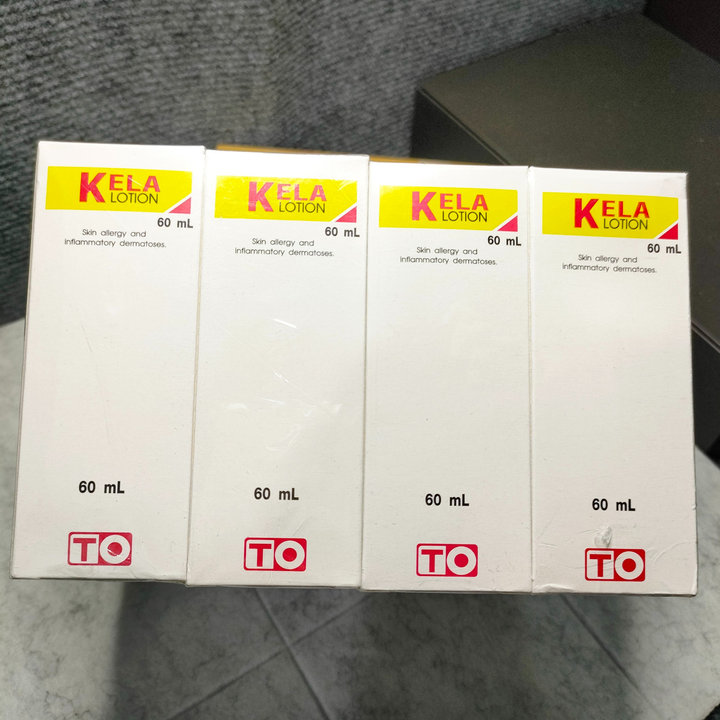 KELA
LOTION
60 mL
Skin allergy and
inflammatory dermatoses.
60 mL
TO
KELA
LOTION
60 mL
Skin allergy and
inflammatory dermatoses.
60 mL
TO
KELA
LOTION
60 mL
Skin allergy and
inflammatory dermatoses.
60 mL
TO
KELA
LOTION
60 mL
Skin allergy and
inflammatory dermatoses.
60 mL
TO